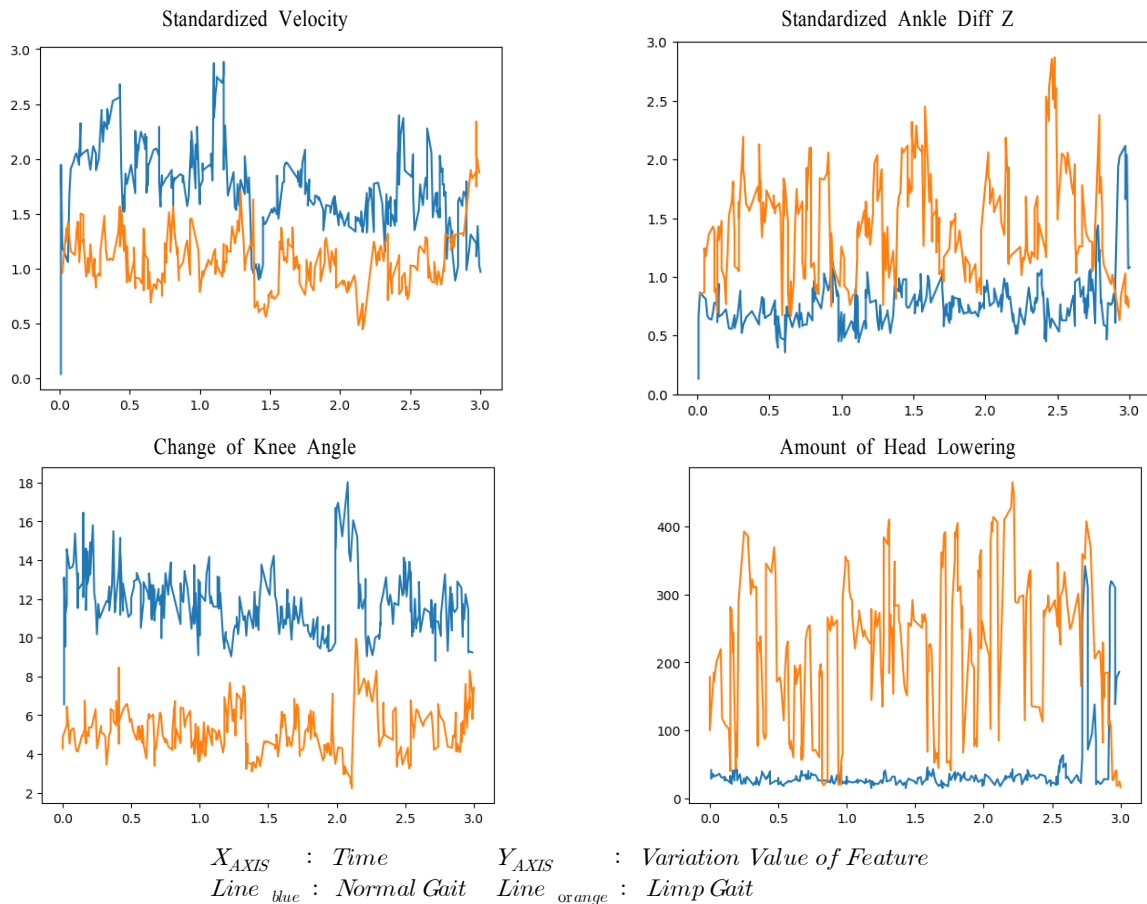 Standardized Velocity
Standardized Ankle Diff Z
3.0
2.5
2.0
1.5
1.0
0.5
0.0
0.0 0.5 1.0 1.5 2.0 2.5 3.0
3.0
2.5
2.0
1.5
1.0
0.5
0.0
0.0 0.5 1.0 1.5 2.0 2.5 3.0
Change of Knee Angle
Amount of Head Lowering
18
16
14
12
10
8
6
4
2
0.0 0.5 1.0 1.5 2.0 2.5 3.0
400
300
200
100
0
0.0 0.5 1.0 1.5 2.0 2.5 3.0
X_AXIS : Time Y_AXIS : Variation Value of Feature
Line blue : Normal Gait Line orange : Limp Gait